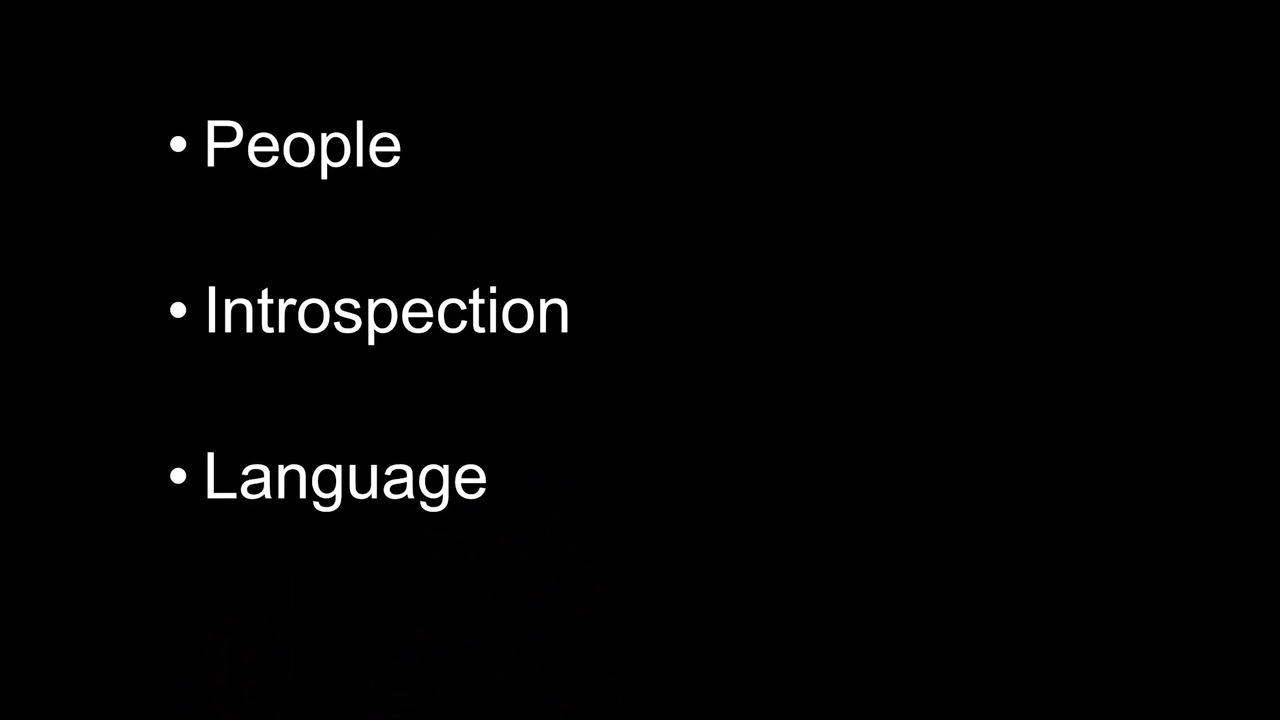 • People
• Introspection
• Language